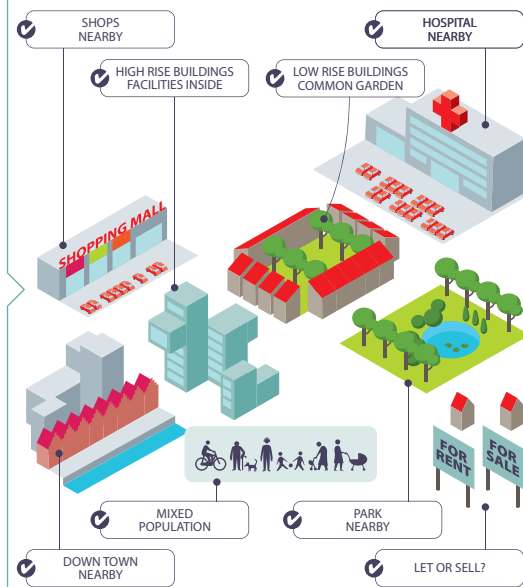 SHOPS
NEARBY
HOSPITAL
NEARBY
HIGH RISE BUILDINGS
FACILITIES INSIDE
LOW RISE BUILDINGS
COMMON GARDEN
SHOPPING MALL
FOR
RENT
FOR
SALE
MIXED
POPULATION
PARK
NEARBY
DOWN TOWN
NEARBY
LET OR SELL?